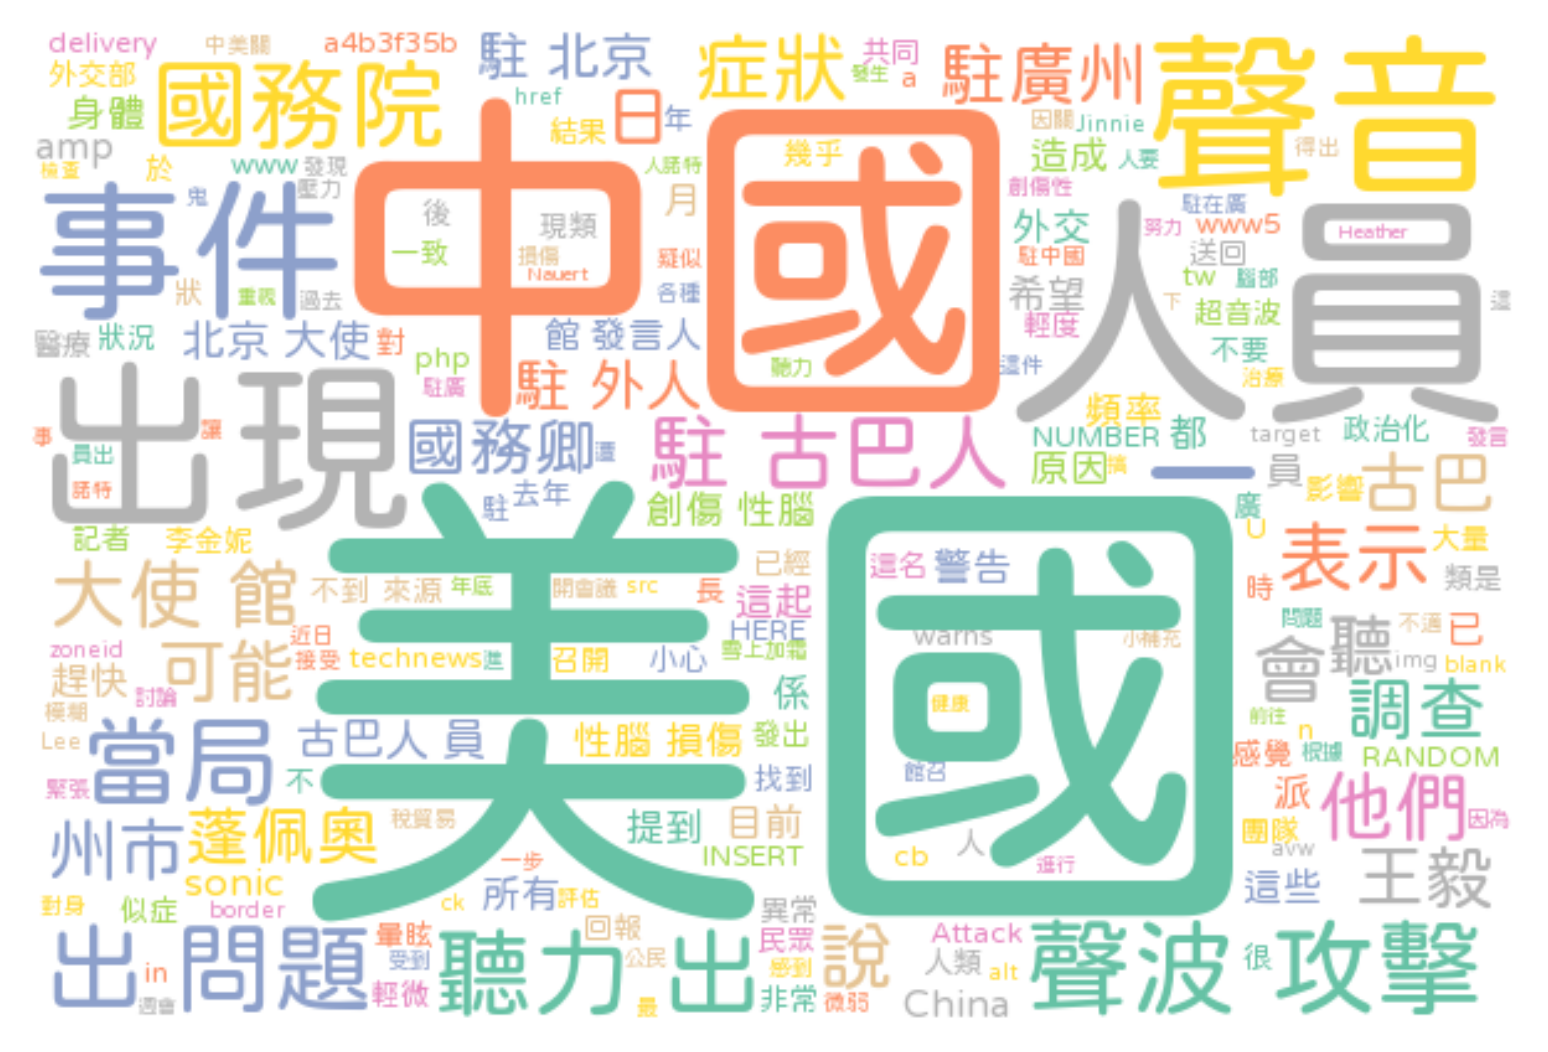 delivery 中美關 a4b3f35b 駐 北京 症狀 共同 駐廣州 聲音
外交部 國務院 發生 a
身體 href 結果 日 年 因關 Jinnie
amp 於 www 發現 人諾特 幾乎 造成 人要 得出
檢查 壓力 月 創傷性
事件 鬼 中國 後 現類 外交 努力 駐在廣 www5 人員 Heather
一致 損傷 疑似 駐中國 送回
Nauert tw 腦部
狀 重視 過去 各種 希望 下 超音波 這
醫療 狀況 北京 大使 對 館 發言人 輕度 不要
php 聽力 這件 治療
出現 駐廣 駐 外人 頻率
事 讓 國務卿 遭 駐 古巴人 NUMBER 都 target 政治化 發言
員出 原因 搞 一 員 影響 古巴
諾特 駐 去年 創傷 性腦 廣
記者 李金妮 美國 U 表示 大量
大使 館 不到 來源 年底 開會議 src 長 已經 這名 警告 時 類是
這起 問題 不適 已
zoneid 近日 HERE warns 小補充 會 聽
趕快 可能 接受 technews 進 召開 小心 雪上加霜 img blank
討論 係 健康 調查
模糊 前往
Lee 當局 古巴人 員 性腦 損傷 發出 n
感覺 根據 RANDOM
緊張 不 找到 館召 派 他們
州市 蓬佩奧 稅貿易 提到 目前 團隊 因為
一步 INSERT cb 人 進行 avw
sonic 所有 評估 這些 王毅
對身 似症 border ck 異常
出 問題 暈眩 聽力 回報 出 民眾 說 Attack 聲波 攻擊
in 受到 公民 感到 人類 alt 很
週會 輕微 最 非常 微弱 China